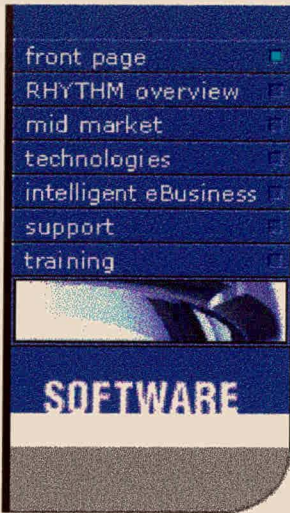 front page
RHYTHM overview
mid market
technologies
intelligent eBusiness
support
training
SOFTWARE